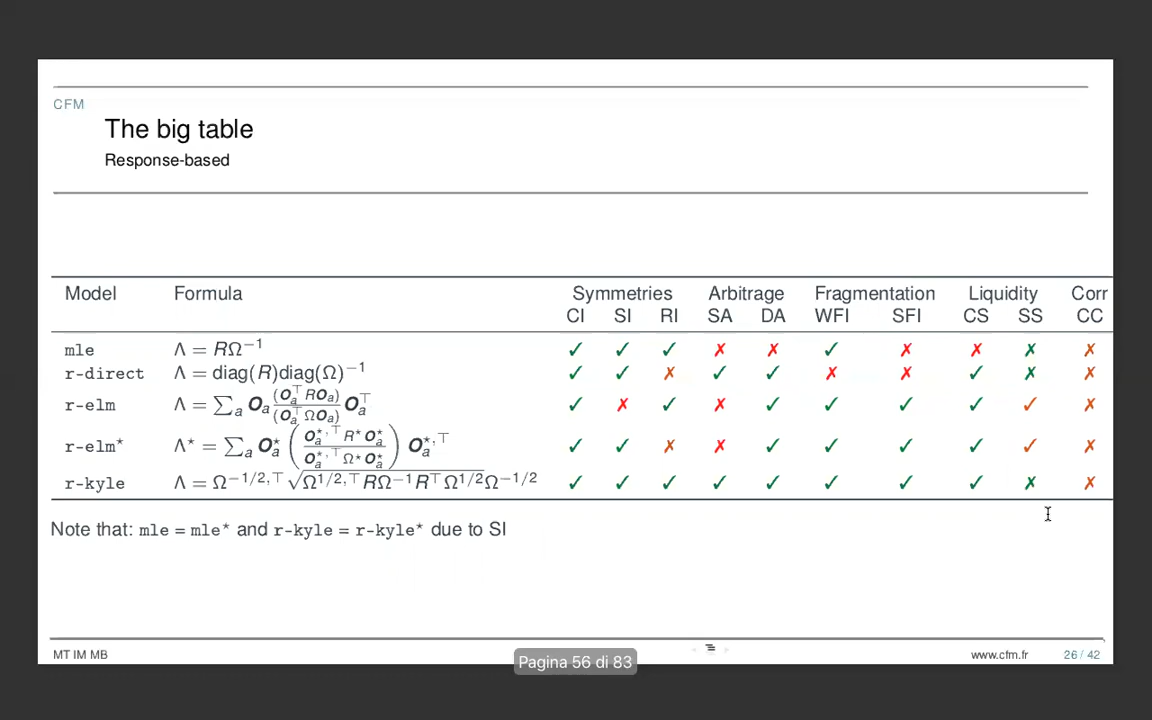 CFM
The big table
Response-based
Model Formula Symmetries Arbitrage Fragmentation Liquidity Corr
CI SI RI SA DA WFI SFI CS SS CC
mle Λ = RΩ⁻¹ ✓ ✓ ✓ ✗ ✗ ✓ ✗ ✗ ✗ ✗
r-direct Λ = diag(R)diag(Ω)⁻¹ ✓ ✓ ✗ ✓ ✓ ✗ ✗ ✓ ✗ ✗
r-elm Λ = ∑ₐ Oₐ (Oₐ⊤ROₐ)/(Oₐ⊤ΩOₐ) Oₐ⊤ ✓ ✗ ✓ ✗ ✓ ✓ ✓ ✓ ✓ ✗
r-elm* Λ* = ∑ₐ Oₐ* (Oₐ*,⊤R*Oₐ* / Oₐ*,⊤Ω*Oₐ*) Oₐ*,⊤ ✓ ✓ ✗ ✗ ✓ ✓ ✓ ✓ ✓ ✗
r-kyle Λ = Ω^−1/2,⊤ √(Ω^1/2,⊤RΩ^−1R^⊤Ω^1/2) Ω^−1/2 ✓ ✓ ✓ ✓ ✓ ✓ ✓ ✓ ✗ ✗
Note that: mle = mle* and r-kyle = r-kyle* due to SI
MT IM MB www.cfm.fr 26 / 42
Pagina 56 di 83